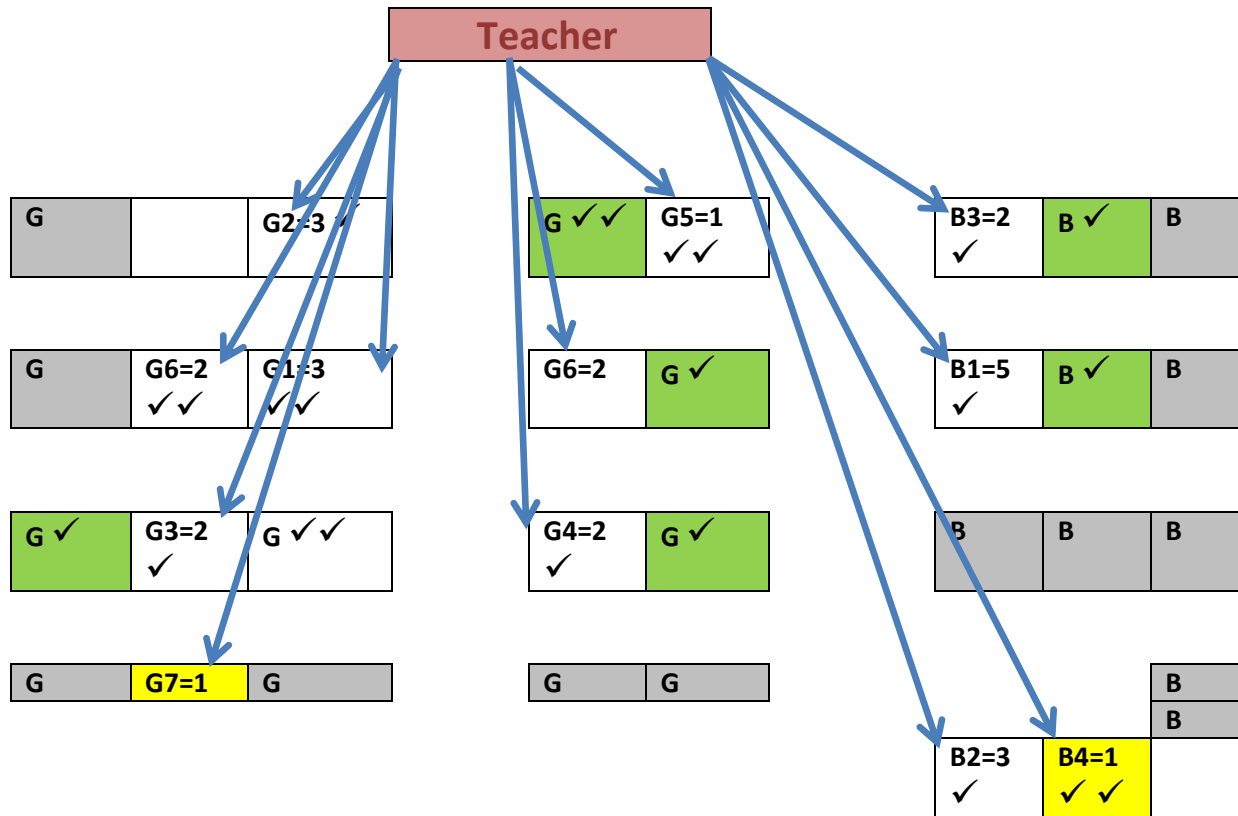 Teacher
G
G2=3 ✓
G ✓✓
G5=1
✓✓
B3=2
✓
B ✓
B
G
G6=2
✓✓
G1=3
✓✓
G6=2
G ✓
B1=5
✓
B ✓
B
G ✓
G3=2
✓
G ✓✓
G4=2
✓
G ✓
B
B
B
G
G7=1
G
G
G
B
B
B2=3
✓
B4=1
✓ ✓